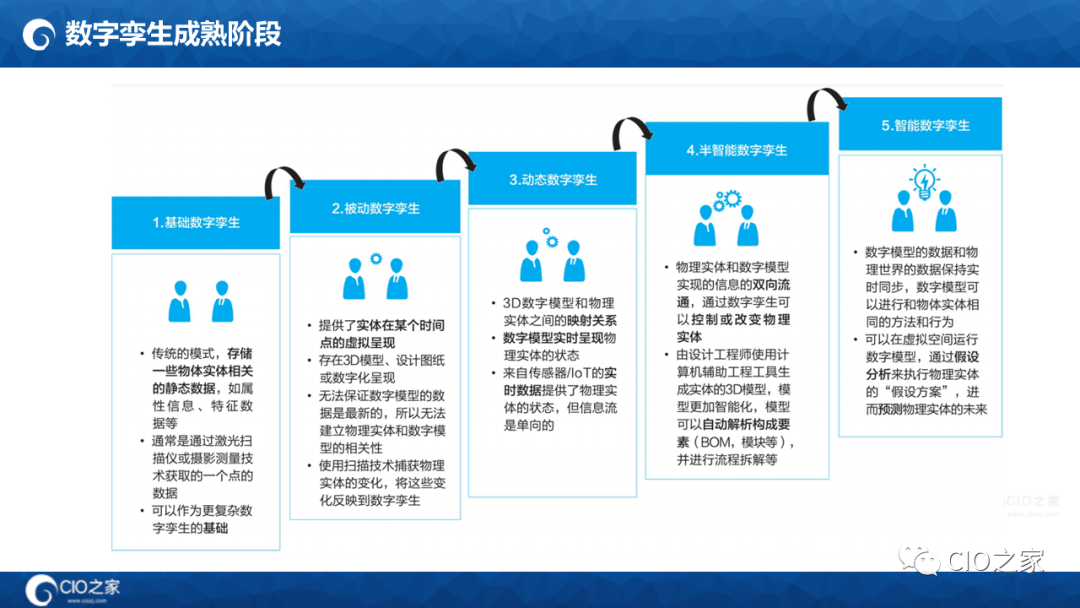 数字孪生成熟阶段
1.基础数字孪生
• 传统的模式，存储
一些物体实体相关
的静态数据，如属
性信息、特征数
据等
• 通常是通过激光扫
描仪或摄影测量技
术获取的一个点的
数据
• 可以作为更复杂数
字孪生的基础
2.被动数字孪生
• 提供了实体在某个时间
点的虚拟呈现
• 存在3D模型、设计图纸
或数字化呈现
• 无法保证数字模型的数
据是最新的，所以无法
建立物理实体和数字模
型的相关性
• 使用扫描技术捕获物理
实体的变化，将这些变
化反映到数字孪生
3.动态数字孪生
• 3D数字模型和物理
实体之间的映射关系
• 数字模型实时呈现物
理实体的状态
• 来自传感器/IoT的实
时数据提供了物理实
体的状态，但信息流
是单向的
4.半智能数字孪生
• 物理实体和数字模型
实现的信息的双向流
通，通过数字孪生可
以控制或改变物理
实体
• 由设计工程师使用计
算机辅助工程工具生
成实体的3D模型，模
型更加智能化，模型
可以自动解析构成要
素（BOM，模块等），
并进行流程拆解等
5.智能数字孪生
• 数字模型的数据和物
理世界的数据保持实
时同步，数字模型可
以进行和物体实体相
同的方法和行为
• 可以在虚拟空间运行
数字模型，通过假设
分析来执行物理实体
的“假设方案”，进
而预测物理实体的未来
CIO之家
www.ciozj.com
CIO之家
CIO之家
www.ciozj.com